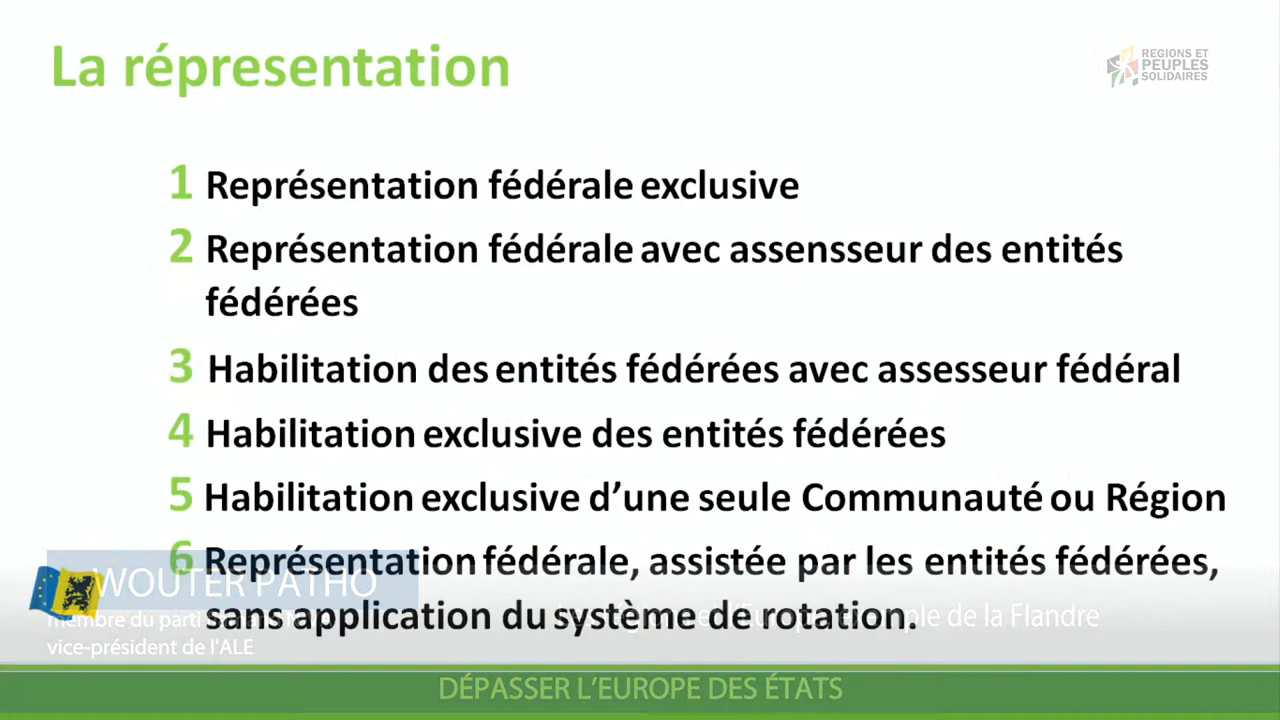 La répresentation
REGIONS ET
PEUPLES
SOLIDAIRES
1 Représentation fédérale exclusive
2 Représentation fédérale avec assensseur des entités
fédérées
3 Habilitation des entités fédérées avec assesseur fédéral
4 Habilitation exclusive des entités fédérées
5 Habilitation exclusive d’une seule Communauté ou Région
6 Représentation fédérale, assistée par les entités fédérées,
sans application du système de rotation.
WOUTER PATHO
membre du parti
de la Flandre
vice-président de l'ALE
DÉPASSER L’EUROPE DES ÉTATS